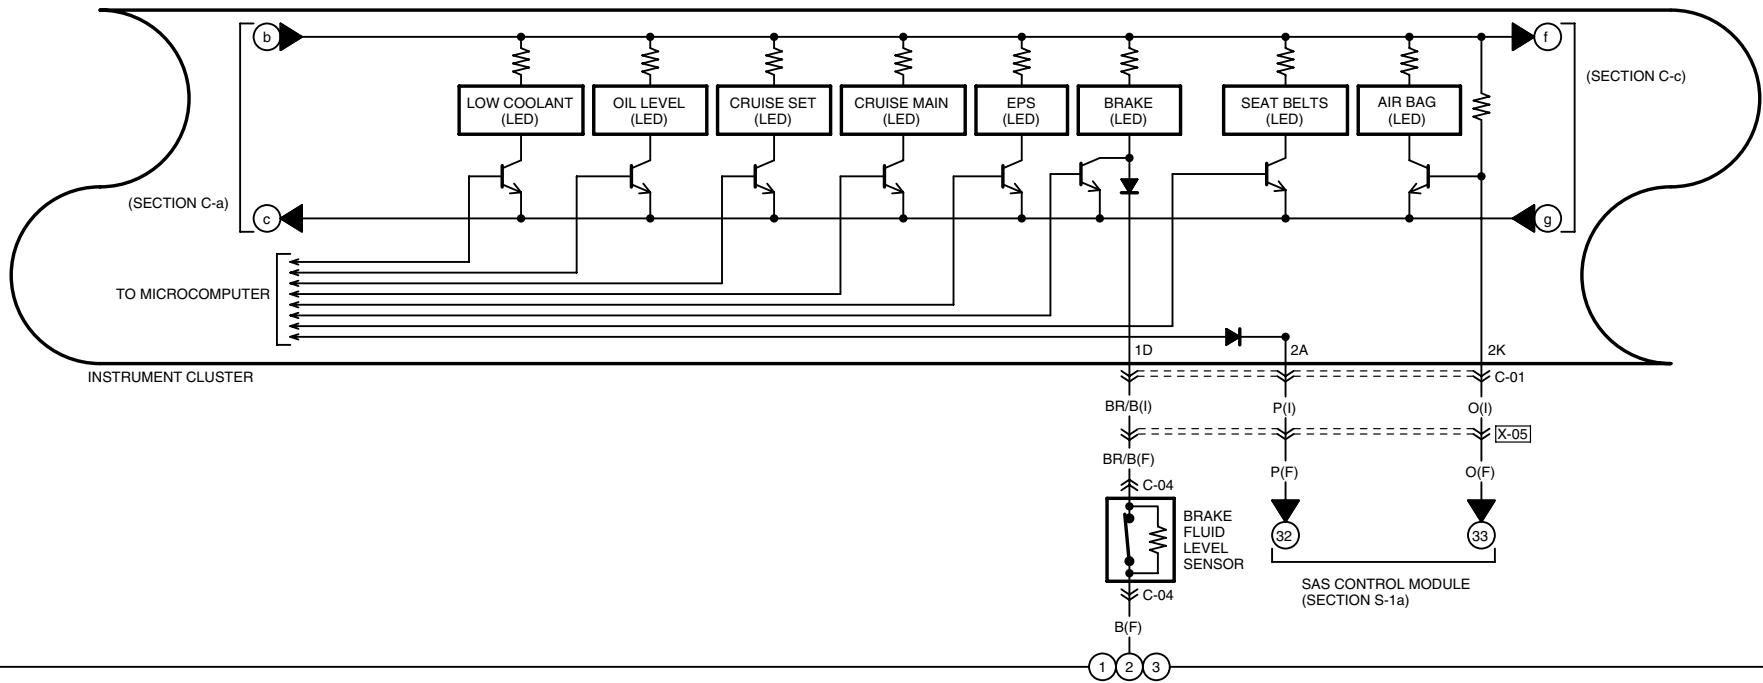 b
f
(SECTION C-c)
LOW COOLANT
(LED)
OIL LEVEL
(LED)
CRUISE SET
(LED)
CRUISE MAIN
(LED)
EPS
(LED)
BRAKE
(LED)
SEAT BELTS
(LED)
AIR BAG
(LED)
(SECTION C-a)
c
g
TO MICROCOMPUTER
1D
2A
2K
INSTRUMENT CLUSTER
C-01
BR/B(I)
P(I)
O(I)
X-05
BR/B(F)
P(F)
O(F)
C-04
BRAKE
FLUID
LEVEL
SENSOR
32
33
SAS CONTROL MODULE
(SECTION S-1a)
C-04
B(F)
1 2 3